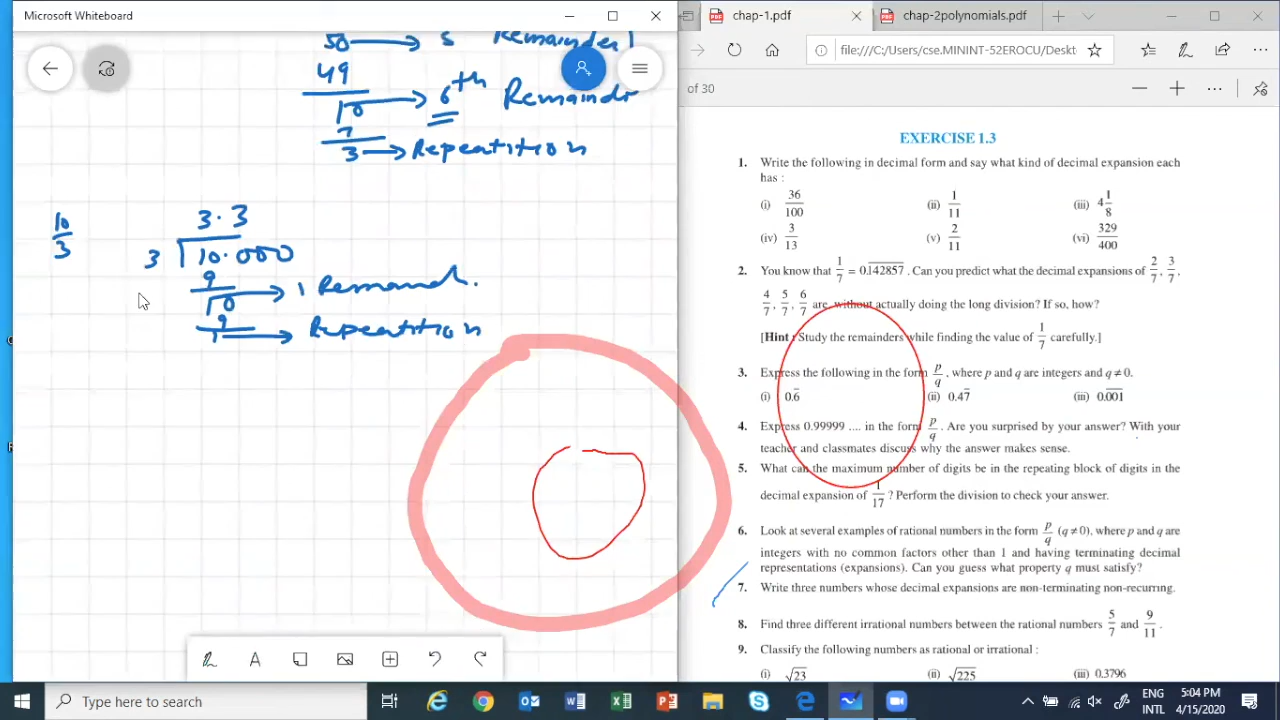 Microsoft Whiteboard
50 → 5 Remainder
49
10 → 6th Remainder
7
3 → Repeatition
10
3
3.3
3 10.000
9
10 → 1 Remaind.
9
1 → Repeatition
chap-1.pdf
chap-2polynomials.pdf
file:///C:/Users/cse.MININT-52EROCU/Deskt
of 30
EXERCISE 1.3
1. Write the following in decimal form and say what kind of decimal expansion each
has :
(i) 36/100 (ii) 1/11 (iii) 4 1/8
(iv) 3/13 (v) 2/11 (vi) 329/400
2. You know that 1/7 = 0.1̅4̅2̅8̅5̅7̅. Can you predict what the decimal expansions of 2/7, 3/7,
4/7, 5/7, 6/7 are, without actually doing the long division? If so, how?
[Hint : Study the remainders while finding the value of 1/7 carefully.]
3. Express the following in the form p/q, where p and q are integers and q ≠ 0.
(i) 0.6̅ (ii) 0.47̅ (iii) 0.0̅0̅1̅
4. Express 0.99999 .... in the form p/q. Are you surprised by your answer? With your
teacher and classmates discuss why the answer makes sense.
5. What can the maximum number of digits be in the repeating block of digits in the
decimal expansion of 1/17? Perform the division to check your answer.
6. Look at several examples of rational numbers in the form p/q (q ≠ 0), where p and q are
integers with no common factors other than 1 and having terminating decimal
representations (expansions). Can you guess what property q must satisfy?
7. Write three numbers whose decimal expansions are non-terminating non-recurring.
8. Find three different irrational numbers between the rational numbers 5/7 and 9/11.
9. Classify the following numbers as rational or irrational :
(i) √23 (ii) √225 (iii) 0.3796
Type here to search
ENG
INTL
5:04 PM
4/15/2020